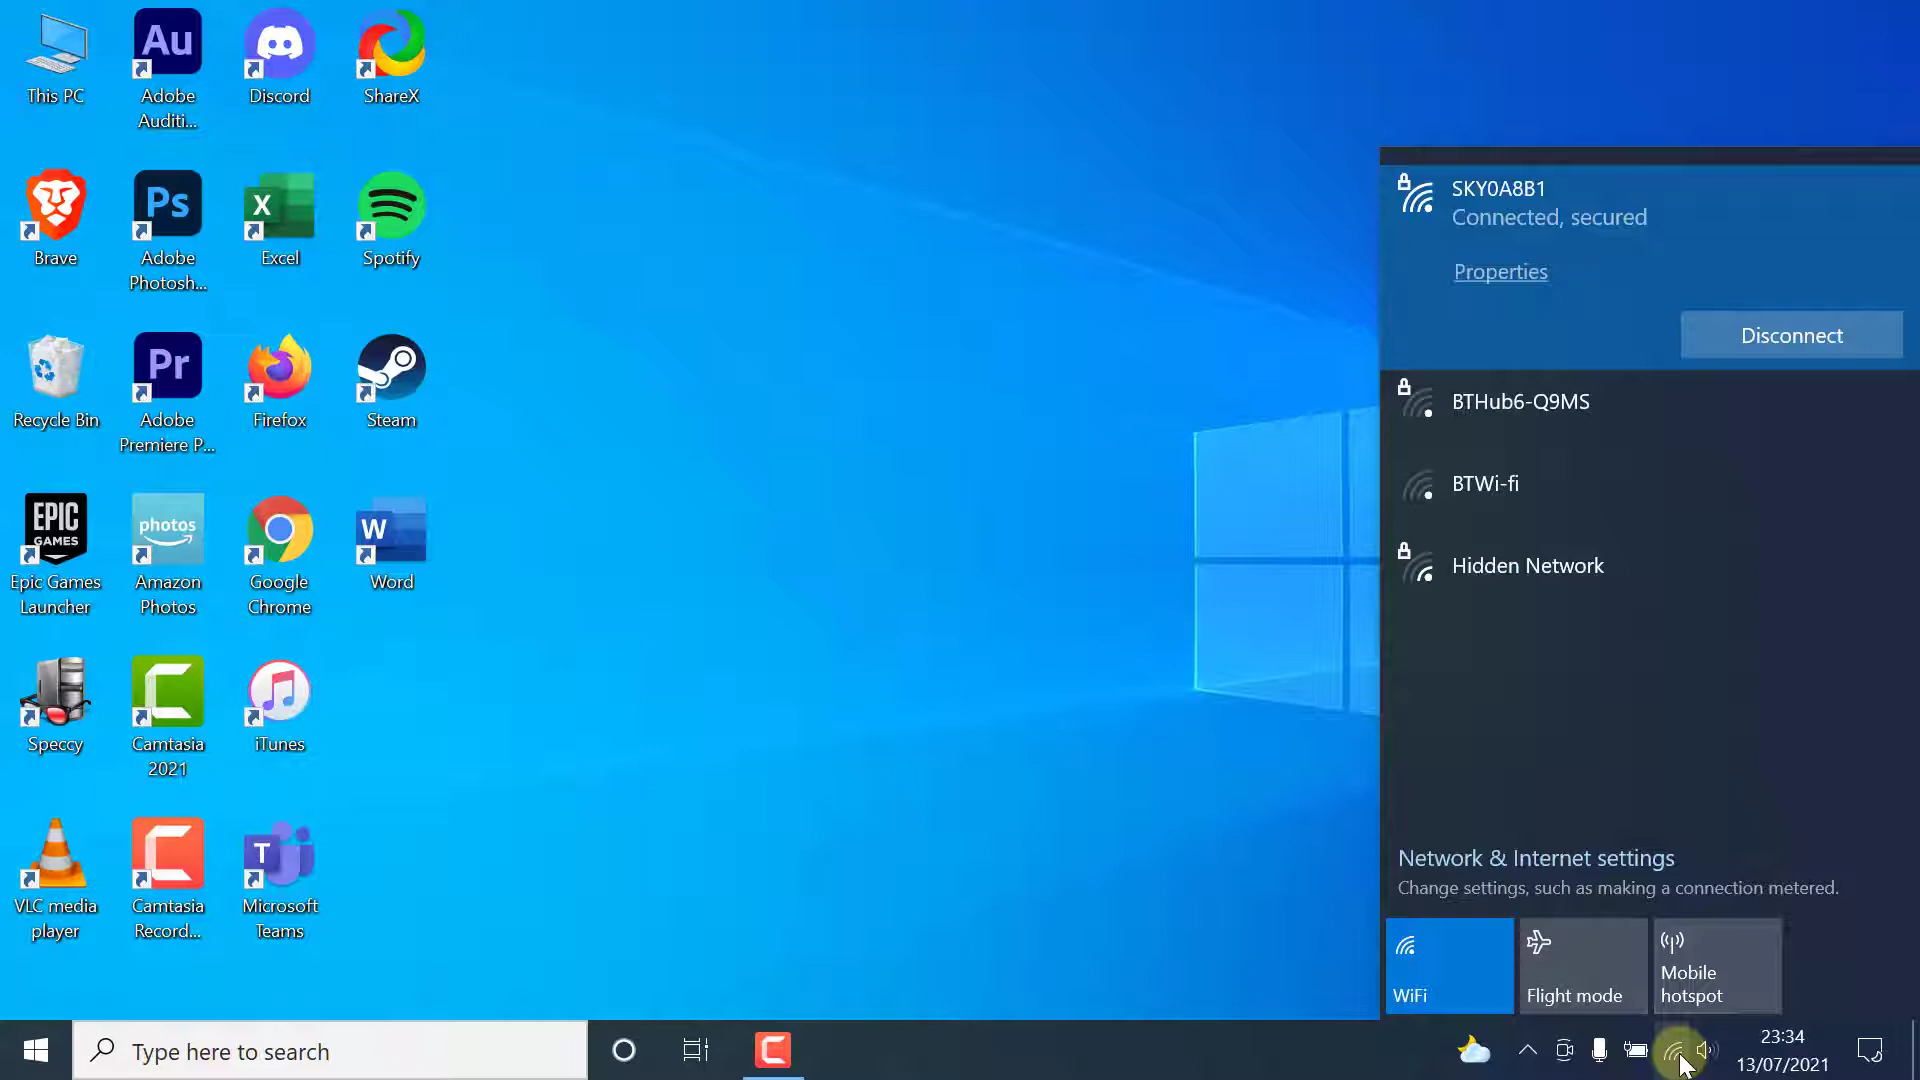 This PC
Au
Adobe
Auditi...
Discord
ShareX
Brave
Ps
Adobe
Photosh...
X
Excel
Spotify
Recycle Bin
Pr
Adobe
Premiere P...
Firefox
Steam
EPIC
GAMES
Epic Games
Launcher
photos
Amazon
Photos
Google
Chrome
W
Word
Speccy
Camtasia
2021
iTunes
VLC media
player
Camtasia
Record...
T
Microsoft
Teams
SKY0A8B1
Connected, secured
Properties
Disconnect
BTHub6-Q9MS
BTWi-fi
Hidden Network
Network & Internet settings
Change settings, such as making a connection metered.
WiFi
Flight mode
Mobile
hotspot
Type here to search
23:34
13/07/2021